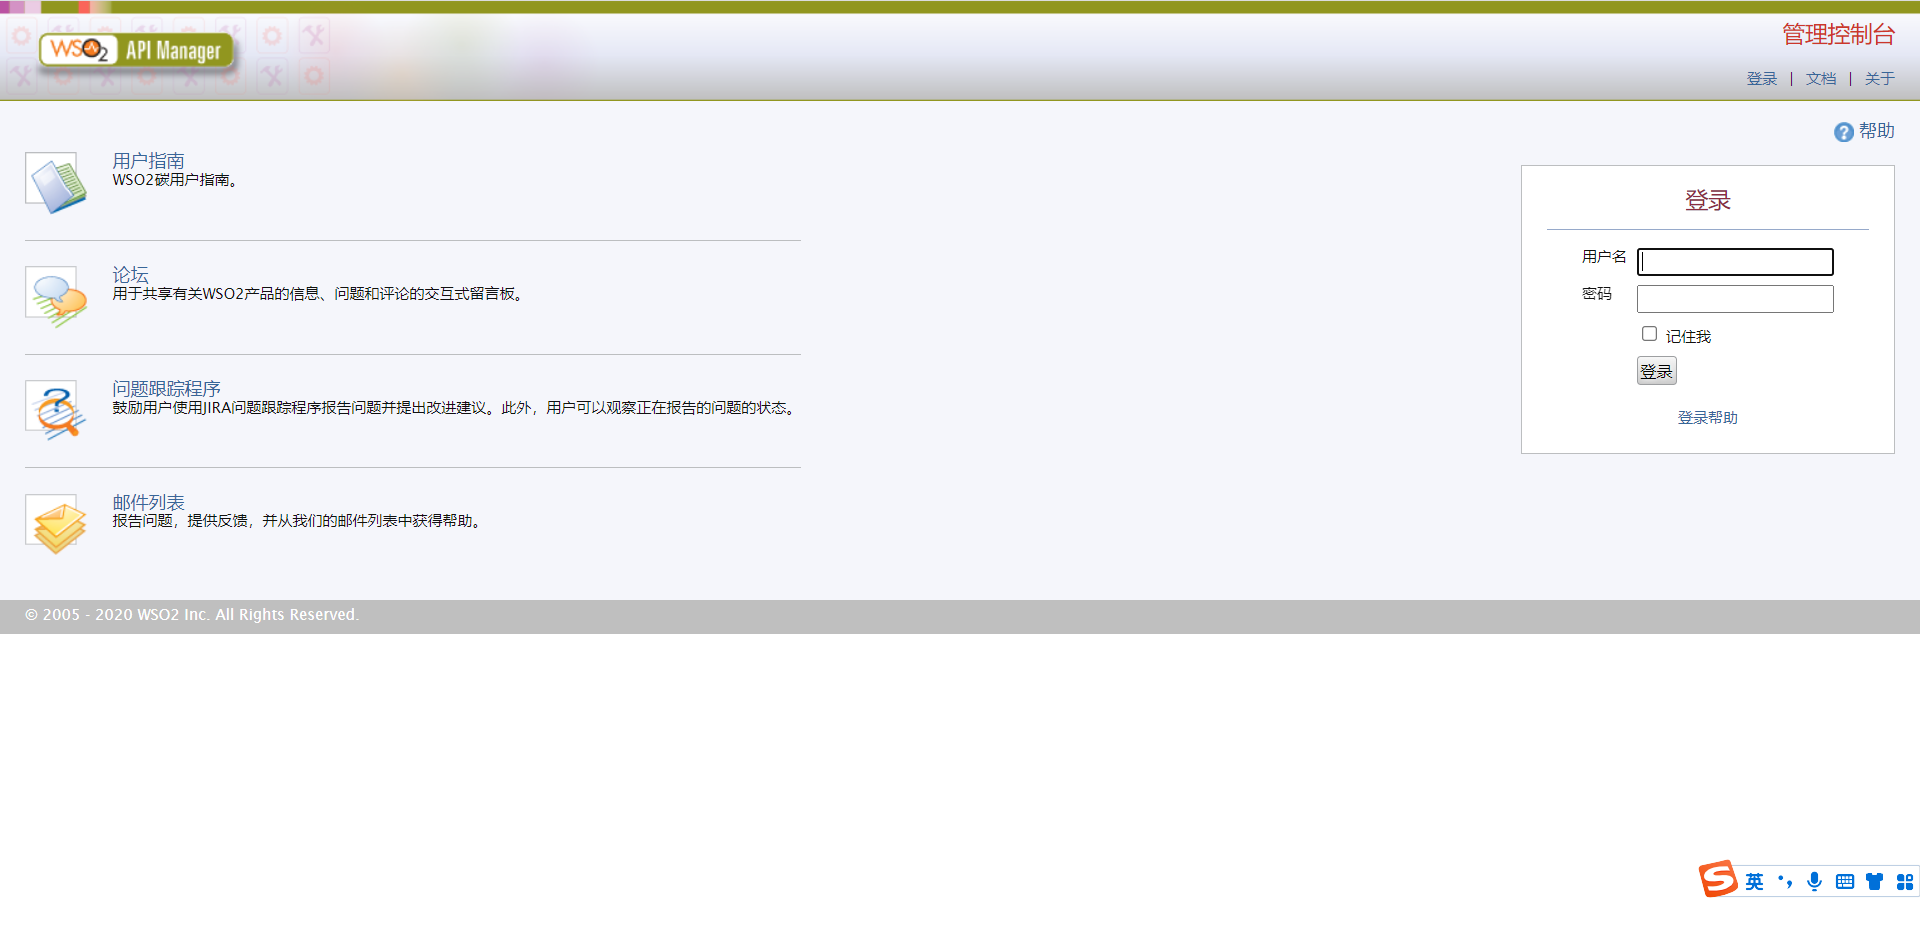 WSO2 API Manager
管理控制台
登录 | 文档 | 关于
帮助
用户指南
WSO2碳用户指南。
论坛
用于共享有关WSO2产品的信息、问题和评论的交互式留言板。
问题跟踪程序
鼓励用户使用JIRA问题跟踪程序报告问题并提出改进建议。此外，用户可以观察正在报告的问题的状态。
邮件列表
报告问题，提供反馈，并从我们的邮件列表中获得帮助。
登录
用户名
密码
记住我
登录
登录帮助
© 2005 - 2020 WSO2 Inc. All Rights Reserved.
S 英